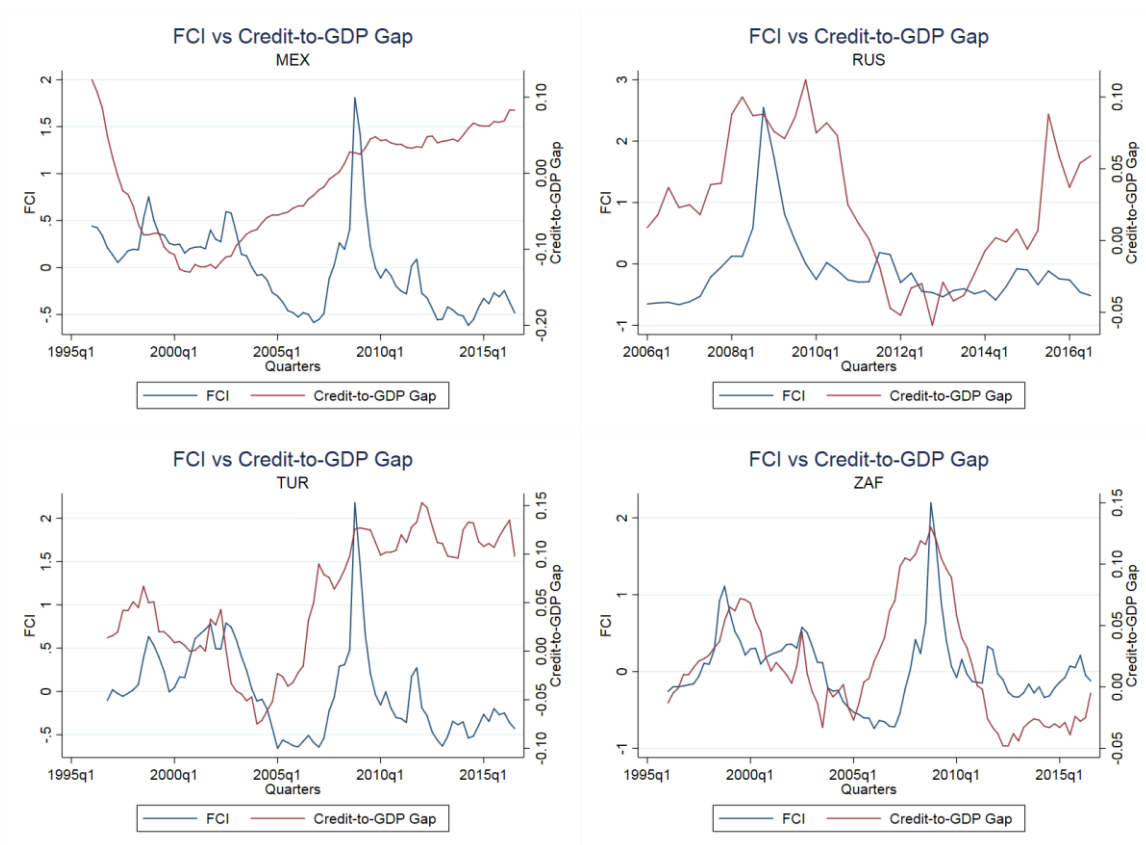 FCI vs Credit-to-GDP Gap
MEX
2
1.5
1
.5
0
-.5
FCI
0.10
0.00
-0.10
-0.20
Credit-to-GDP Gap
1995q1 2000q1 2005q1 2010q1 2015q1
Quarters
FCI Credit-to-GDP Gap
FCI vs Credit-to-GDP Gap
RUS
3
2
1
0
-1
FCI
0.10
0.05
0.00
-0.05
Credit-to-GDP Gap
2006q1 2008q1 2010q1 2012q1 2014q1 2016q1
Quarters
FCI Credit-to-GDP Gap
FCI vs Credit-to-GDP Gap
TUR
2
1.5
1
.5
0
-.5
FCI
0.15
0.10
0.05
0.00
-0.05
-0.10
Credit-to-GDP Gap
1995q1 2000q1 2005q1 2010q1 2015q1
Quarters
FCI Credit-to-GDP Gap
FCI vs Credit-to-GDP Gap
ZAF
2
1
0
-1
FCI
0.15
0.10
0.05
0.00
-0.05
Credit-to-GDP Gap
1995q1 2000q1 2005q1 2010q1 2015q1
Quarters
FCI Credit-to-GDP Gap